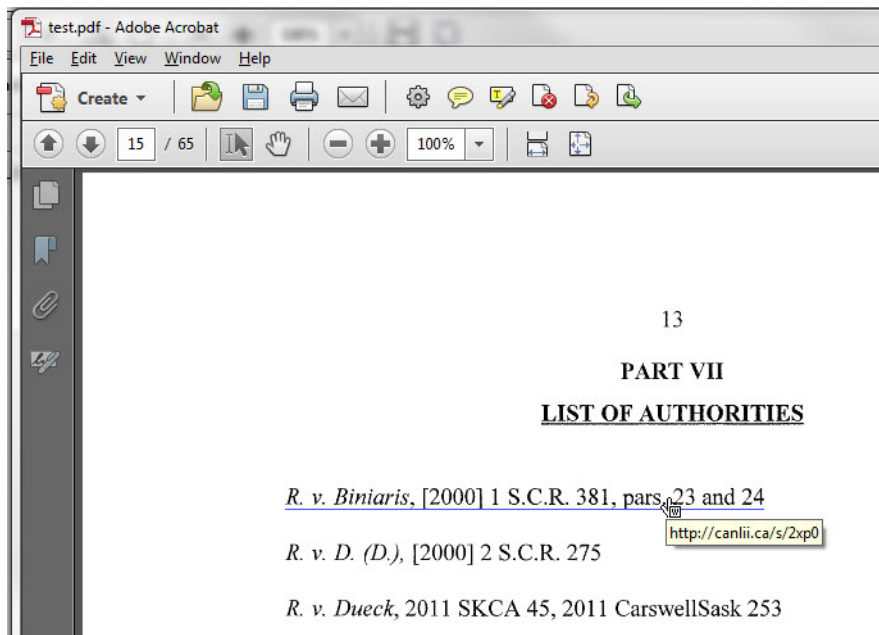 test.pdf - Adobe Acrobat
File Edit View Window Help
Create
15 / 65 100%
13
PART VII
LIST OF AUTHORITIES
R. v. Biniaris, [2000] 1 S.C.R. 381, pars. 23 and 24
http://canlii.ca/s/2xp0
R. v. D. (D.), [2000] 2 S.C.R. 275
R. v. Dueck, 2011 SKCA 45, 2011 CarswellSask 253